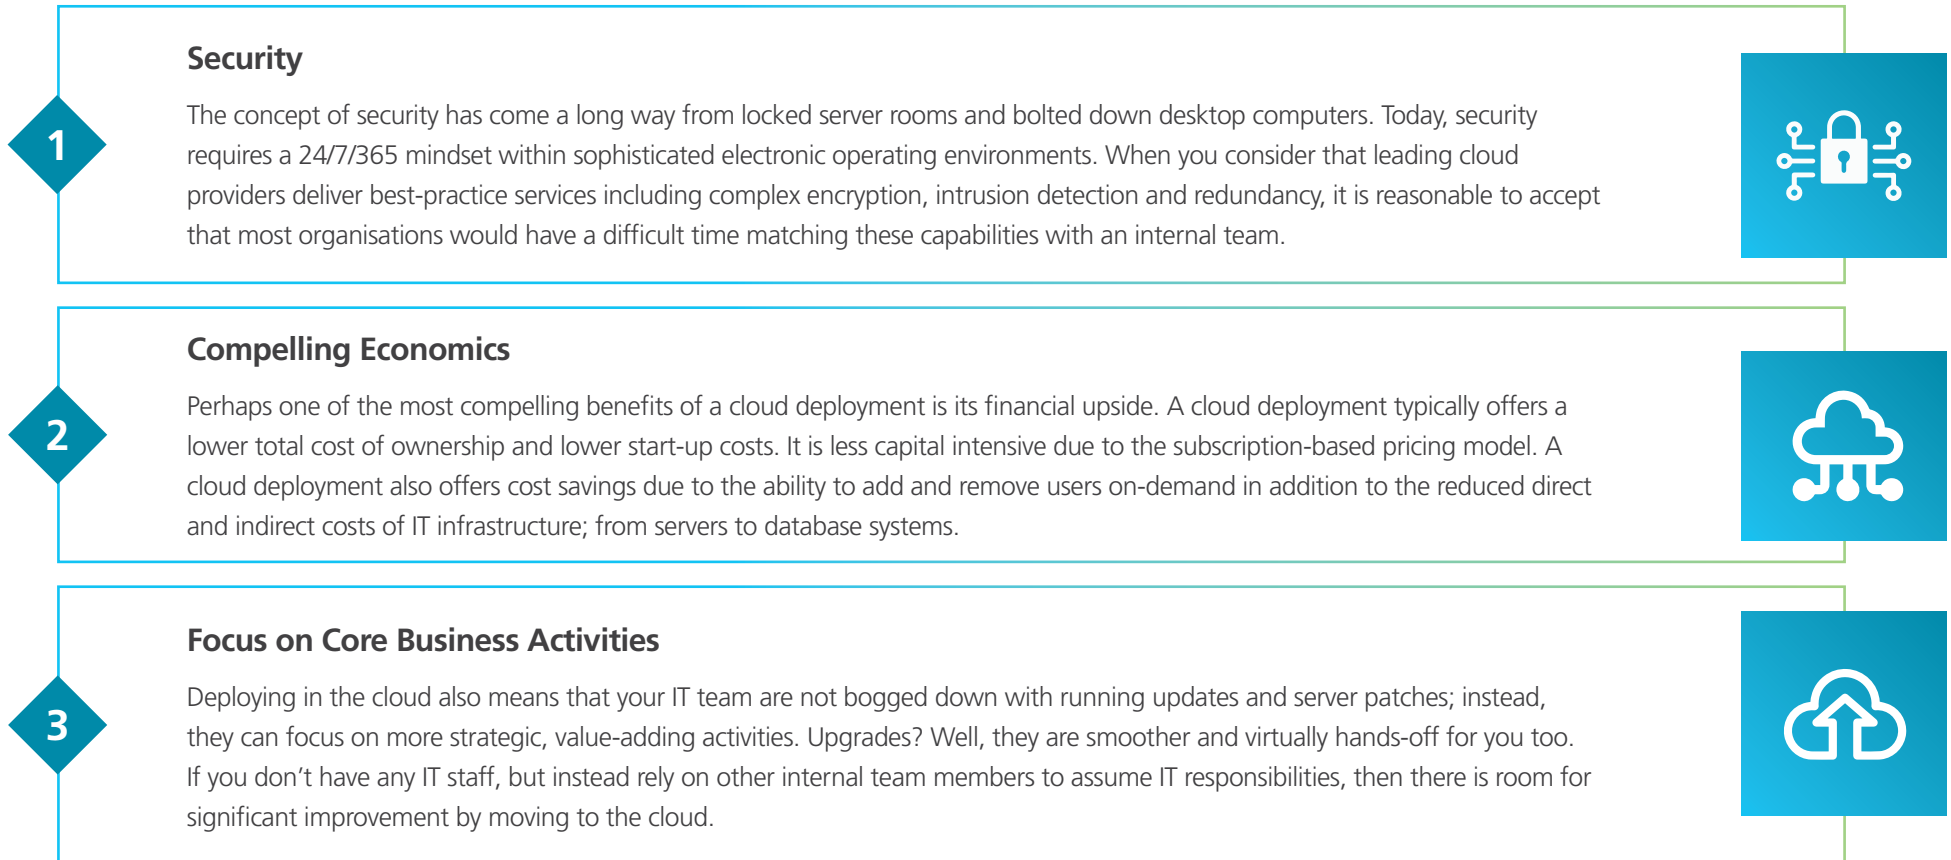 Security
1
The concept of security has come a long way from locked server rooms and bolted down desktop computers. Today, security
requires a 24/7/365 mindset within sophisticated electronic operating environments. When you consider that leading cloud
providers deliver best-practice services including complex encryption, intrusion detection and redundancy, it is reasonable to accept
that most organisations would have a difficult time matching these capabilities with an internal team.
Compelling Economics
2
Perhaps one of the most compelling benefits of a cloud deployment is its financial upside. A cloud deployment typically offers a
lower total cost of ownership and lower start-up costs. It is less capital intensive due to the subscription-based pricing model. A
cloud deployment also offers cost savings due to the ability to add and remove users on-demand in addition to the reduced direct
and indirect costs of IT infrastructure; from servers to database systems.
Focus on Core Business Activities
3
Deploying in the cloud also means that your IT team are not bogged down with running updates and server patches; instead,
they can focus on more strategic, value-adding activities. Upgrades? Well, they are smoother and virtually hands-off for you too.
If you don’t have any IT staff, but instead rely on other internal team members to assume IT responsibilities, then there is room for
significant improvement by moving to the cloud.